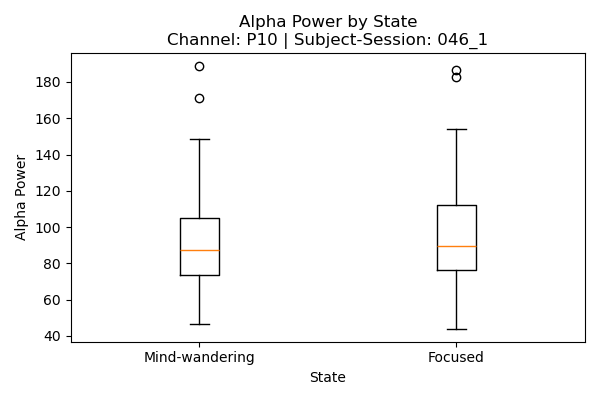 Alpha Power by State
Channel: P10 | Subject-Session: 046_1
Alpha Power
180
160
140
120
100
80
60
40
Mind-wandering
Focused
State